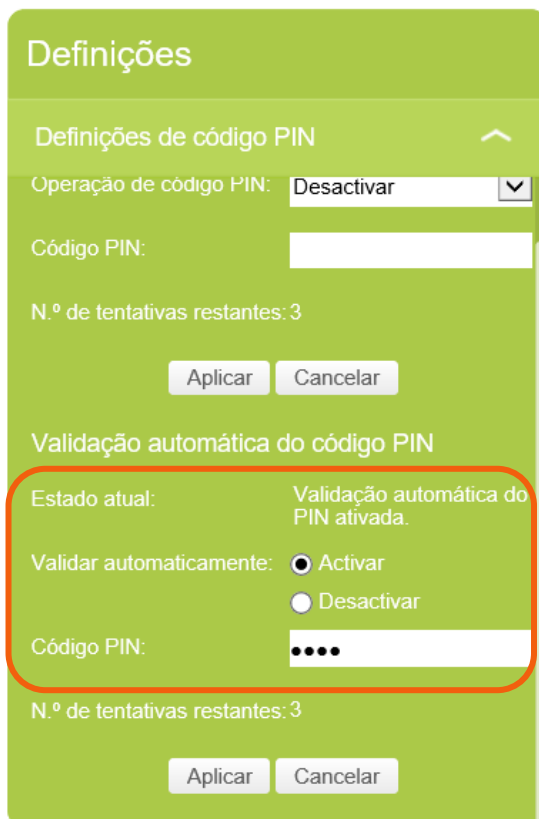 Definições
Definições de código PIN
Operação de código PIN: Desactivar
Código PIN:
N.º de tentativas restantes: 3
Aplicar Cancelar
Validação automática do código PIN
Estado atual: Validação automática do
PIN ativada.
Validar automaticamente: Activar
Desactivar
Código PIN: ••••
N.º de tentativas restantes: 3
Aplicar Cancelar